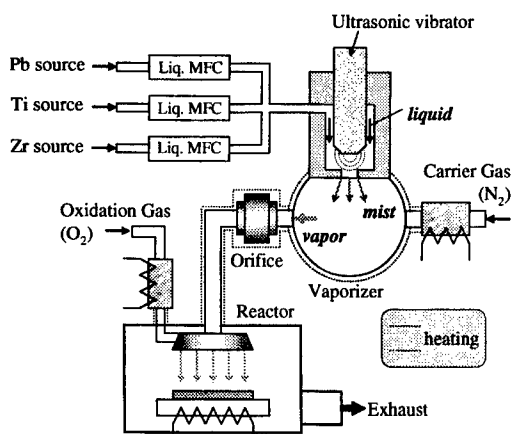 Ultrasonic vibrator
Pb source
Liq. MFC
Ti source
Liq. MFC
liquid
Zr source
Liq. MFC
Carrier Gas
(N2)
mist
Oxidation Gas
(O2)
vapor
Orifice
Vaporizer
Reactor
heating
Exhaust